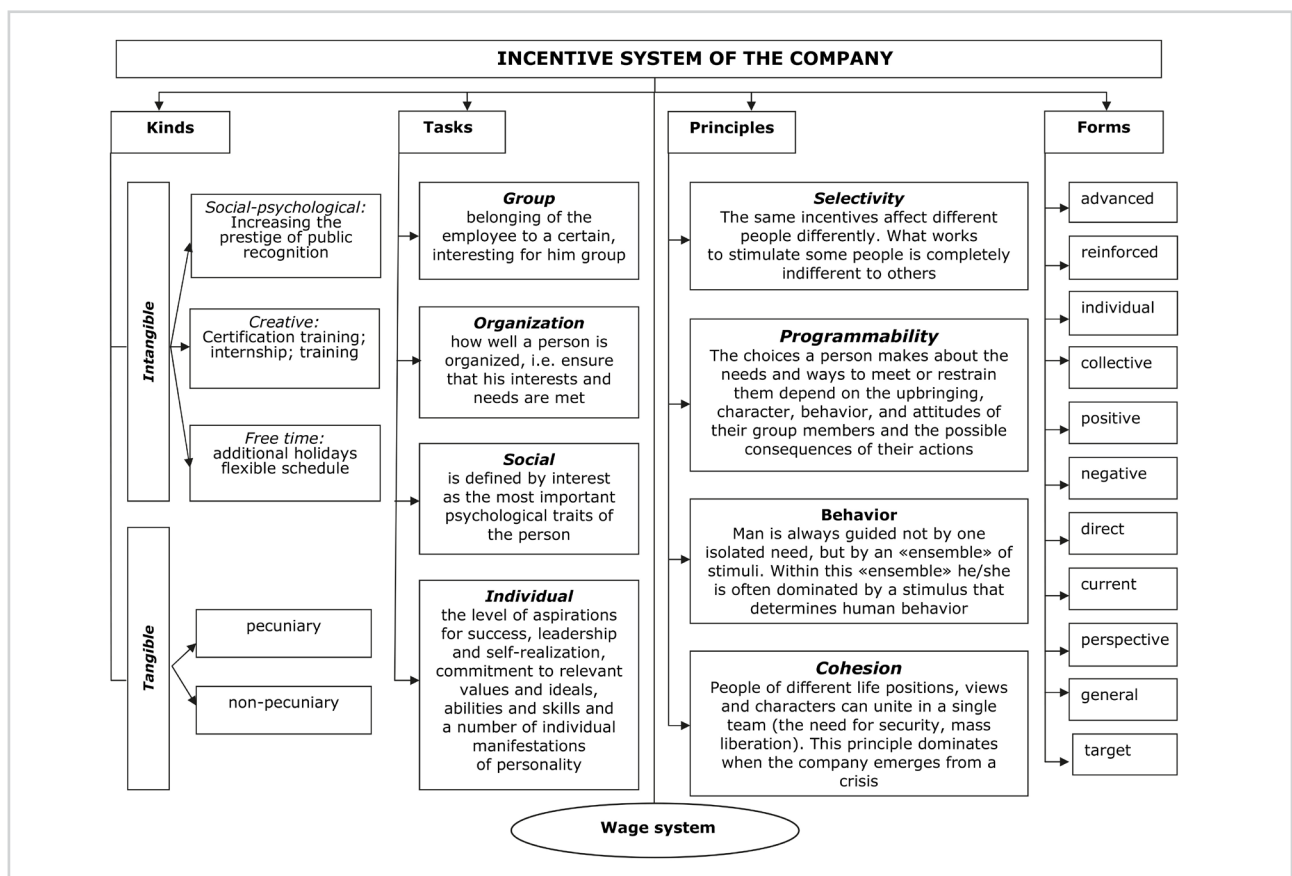 INCENTIVE SYSTEM OF THE COMPANY
Kinds
Tasks
Principles
Forms
Intangible
Social-psychological:
Increasing the
prestige of public
recognition
Creative:
Certification training;
internship; training
Free time:
additional holidays
flexible schedule
Tangible
pecuniary
non-pecuniary
Group
belonging of the
employee to a certain,
interesting for him group
Organization
how well a person is
organized, i.e. ensure
that his interests and
needs are met
Social
is defined by interest
as the most important
psychological traits of
the person
Individual
the level of aspirations
for success, leadership
and self-realization,
commitment to relevant
values and ideals,
abilities and skills and
a number of individual
manifestations
of personality
Selectivity
The same incentives affect different
people differently. What works
to stimulate some people is completely
indifferent to others
Programmability
The choices a person makes about the
needs and ways to meet or restrain
them depend on the upbringing,
character, behavior, and attitudes of
their group members and the possible
consequences of their actions
Behavior
Man is always guided not by one
isolated need, but by an «ensemble» of
stimuli. Within this «ensemble» he/she
is often dominated by a stimulus that
determines human behavior
Cohesion
People of different life positions, views
and characters can unite in a single
team (the need for security, mass
liberation). This principle dominates
when the company emerges from a
crisis
advanced
reinforced
individual
collective
positive
negative
direct
current
perspective
general
target
Wage system